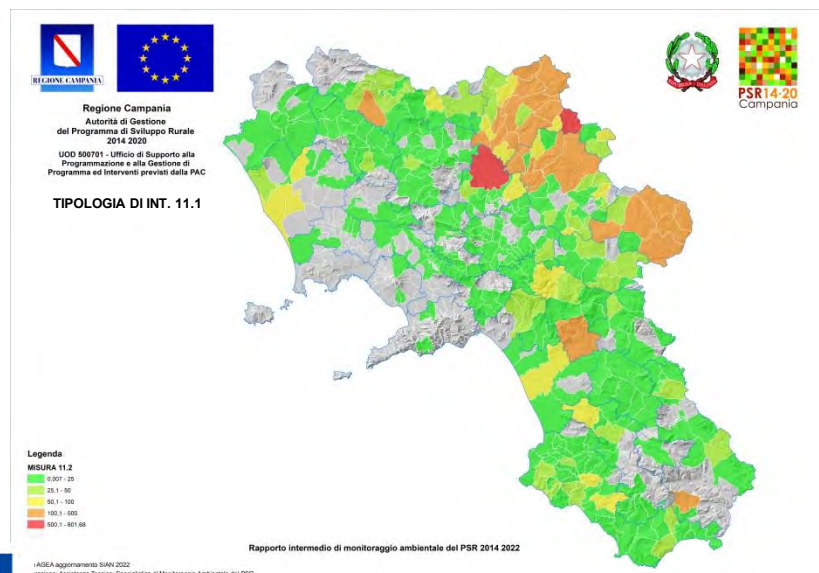 REGIONE CAMPANIA
Regione Campania
Autorità di Gestione
del Programma di Sviluppo Rurale
2014 2020
UOD 500701 - Ufficio di Supporto alla
Programmazione e alla Gestione di
Programma ed Interventi previsti dalla PAC
TIPOLOGIA DI INT. 11.1
PSR14·20
Campania
Legenda
MISURA 11.2
0,007 - 25
25,1 - 50
50,1 - 100
100,1 - 500
500,1 - 601,68
Rapporto intermedio di monitoraggio ambientale del PSR 2014 2022
AGEA aggiornamento SIAN 2022